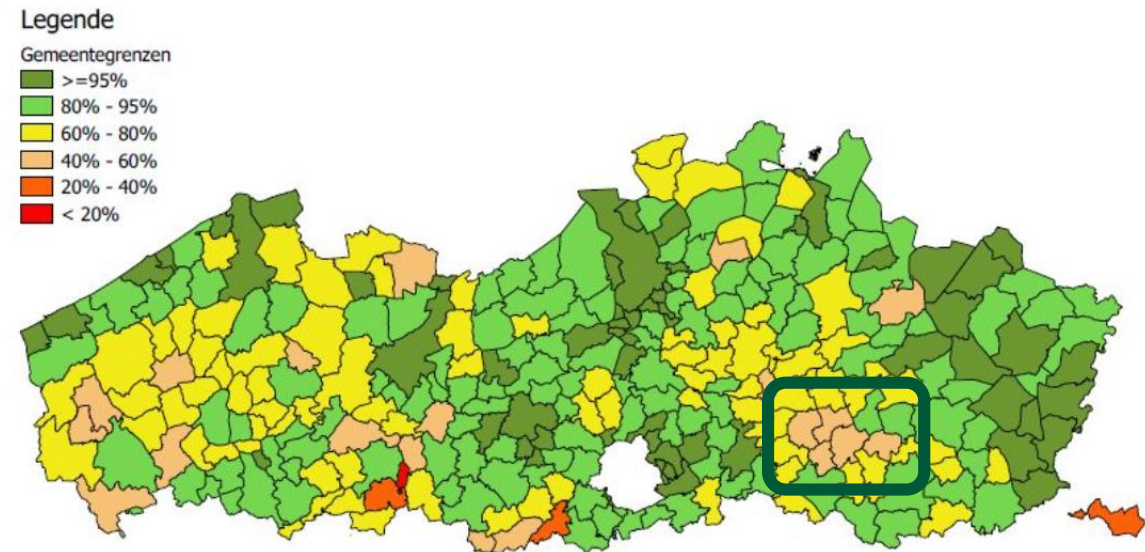 Legende
Gemeentegrenzen
>=95%
80% - 95%
60% - 80%
40% - 60%
20% - 40%
< 20%